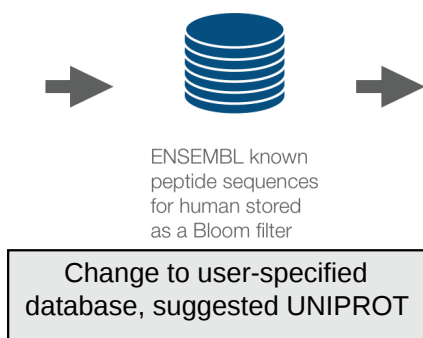 ENSEMBL known
peptide sequences
for human stored
as a Bloom filter
Change to user-specified
database, suggested UNIPROT